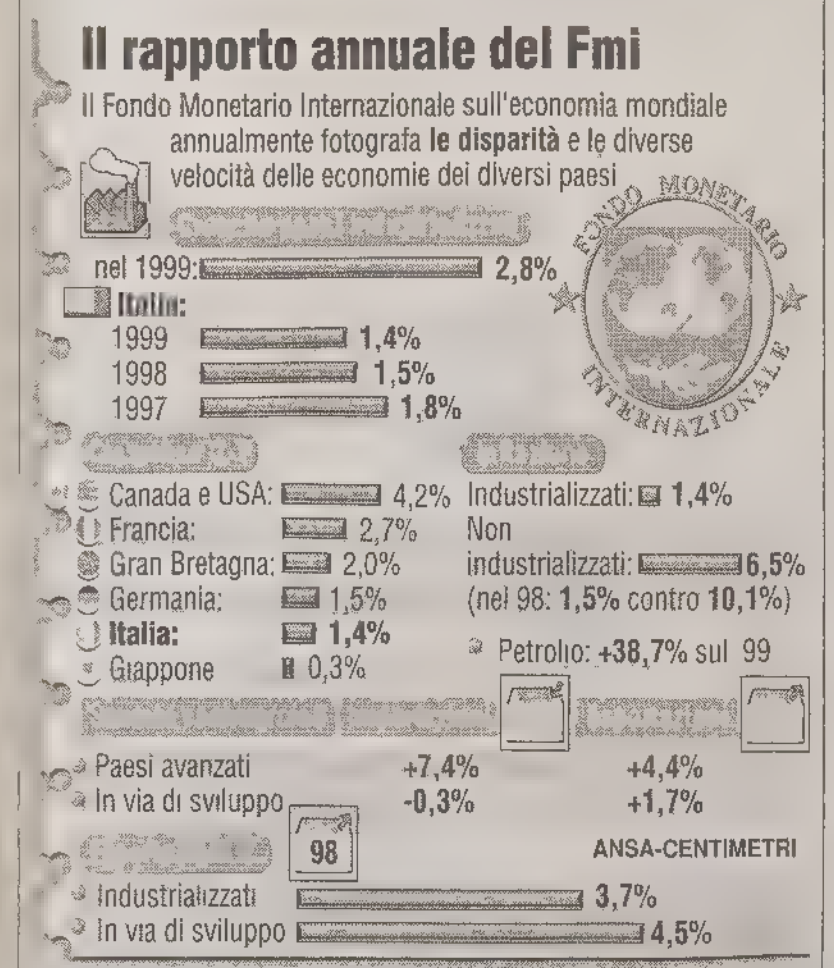 Il rapporto annuale del Fmi
Il Fondo Monetario Internazionale sull'economia mondiale
annualmente fotografa le disparità e le diverse
velocità delle economie dei diversi paesi
FONDO MONETARIO
INTERNAZIONALE
nel 1999: 2,8%
Italia:
1999 1,4%
1998 1,5%
1997 1,8%
Canada e USA: 4,2%
Francia: 2,7%
Gran Bretagna: 2,0%
Germania: 1,5%
Italia: 1,4%
Giappone 0,3%
Industrializzati: 1,4%
Non
industrializzati: 6,5%
(nel 98: 1,5% contro 10,1%)
Petrolio: +38,7% sul 99
Paesi avanzati +7,4% +4,4%
In via di sviluppo -0,3% +1,7%
98
ANSA-CENTIMETRI
Industrializzati 3,7%
In via di sviluppo 4,5%